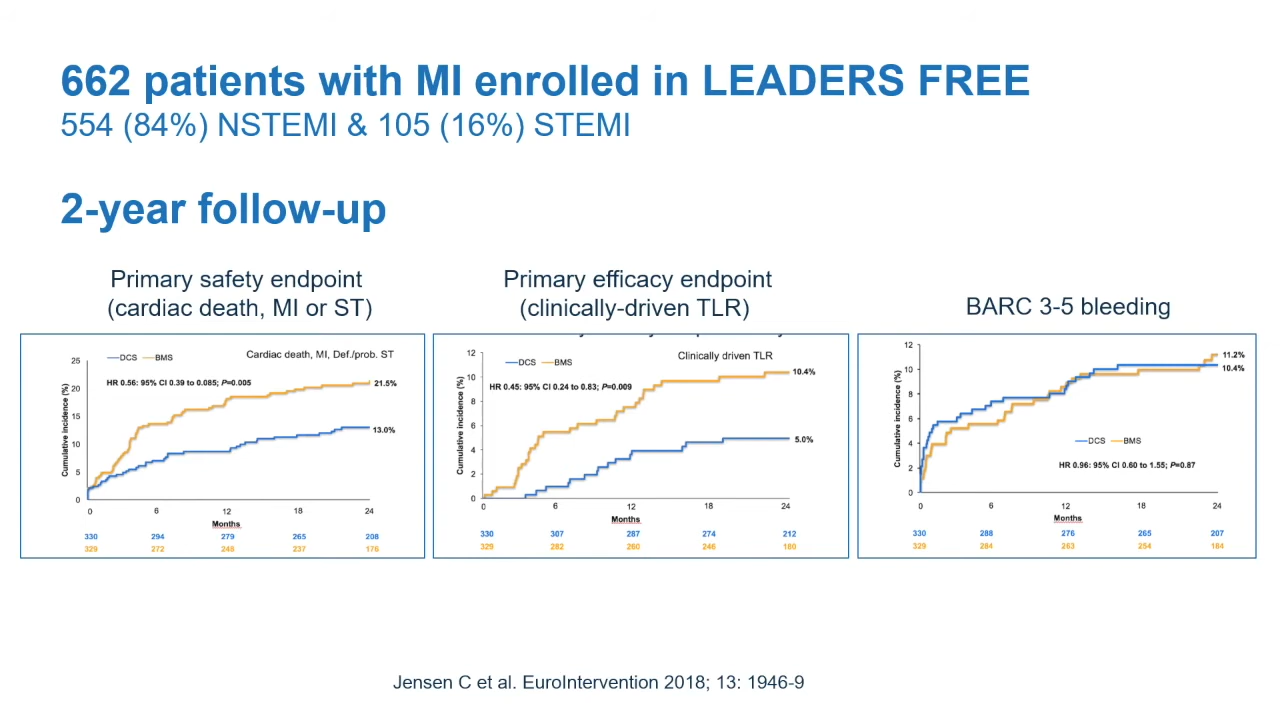 662 patients with MI enrolled in LEADERS FREE
554 (84%) NSTEMI & 105 (16%) STEMI
2-year follow-up
Primary safety endpoint
(cardiac death, MI or ST)
25
20
15
10
5
0
Cumulative incidence (%)
DCS BMS
Cardiac death, MI, Def./prob. ST
HR 0.56: 95% CI 0.39 to 0.085; P=0.005
21.5%
13.0%
0 6 12 18 24
Months
330 294 279 265 208
329 272 248 237 176
Primary efficacy endpoint
(clinically-driven TLR)
12
10
8
6
4
2
0
Cumulative incidence (%)
DCS BMS
Clinically driven TLR
HR 0.45: 95% CI 0.24 to 0.83; P=0.009
10.4%
5.0%
0 6 12 18 24
Months
330 307 287 274 212
329 282 260 246 180
BARC 3-5 bleeding
12
10
8
6
4
2
0
Cumulative incidence (%)
11.2%
10.4%
DCS BMS
HR 0.96: 95% CI 0.60 to 1.55; P=0.87
0 6 12 18 24
Months
330 288 276 265 207
329 284 263 254 184
Jensen C et al. EuroIntervention 2018; 13: 1946-9